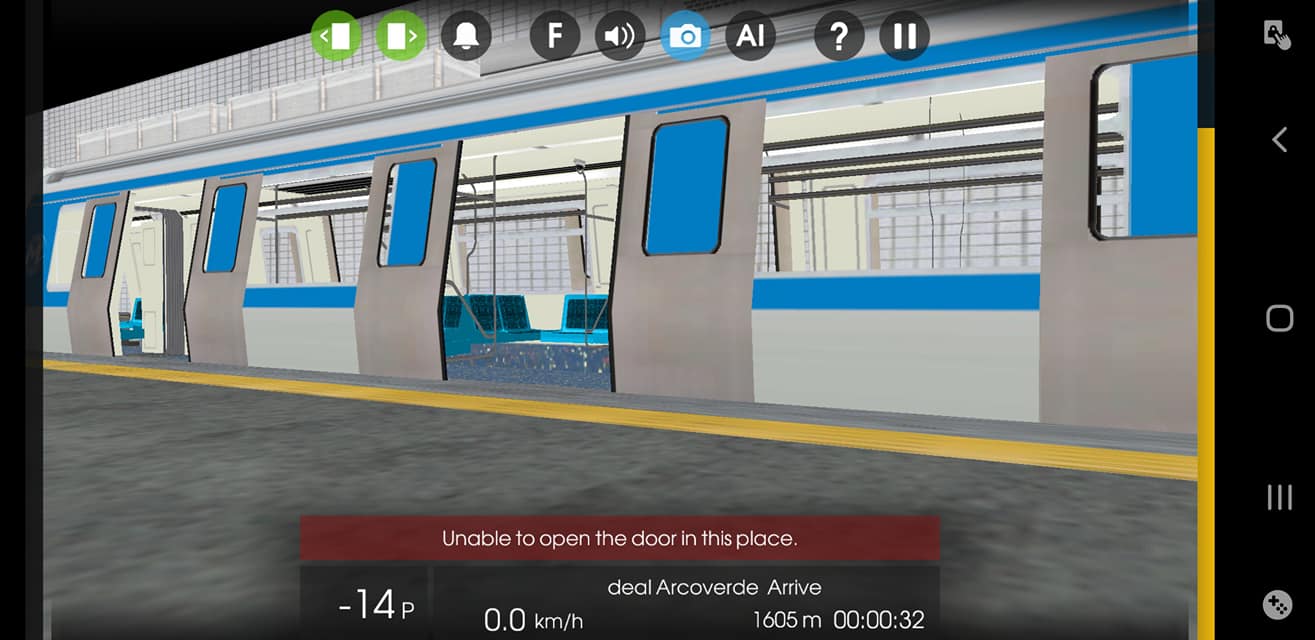 F AI ?
Unable to open the door in this place.
deal Arcoverde Arrive
-14 P
0.0 km/h
1605 m 00:00:32